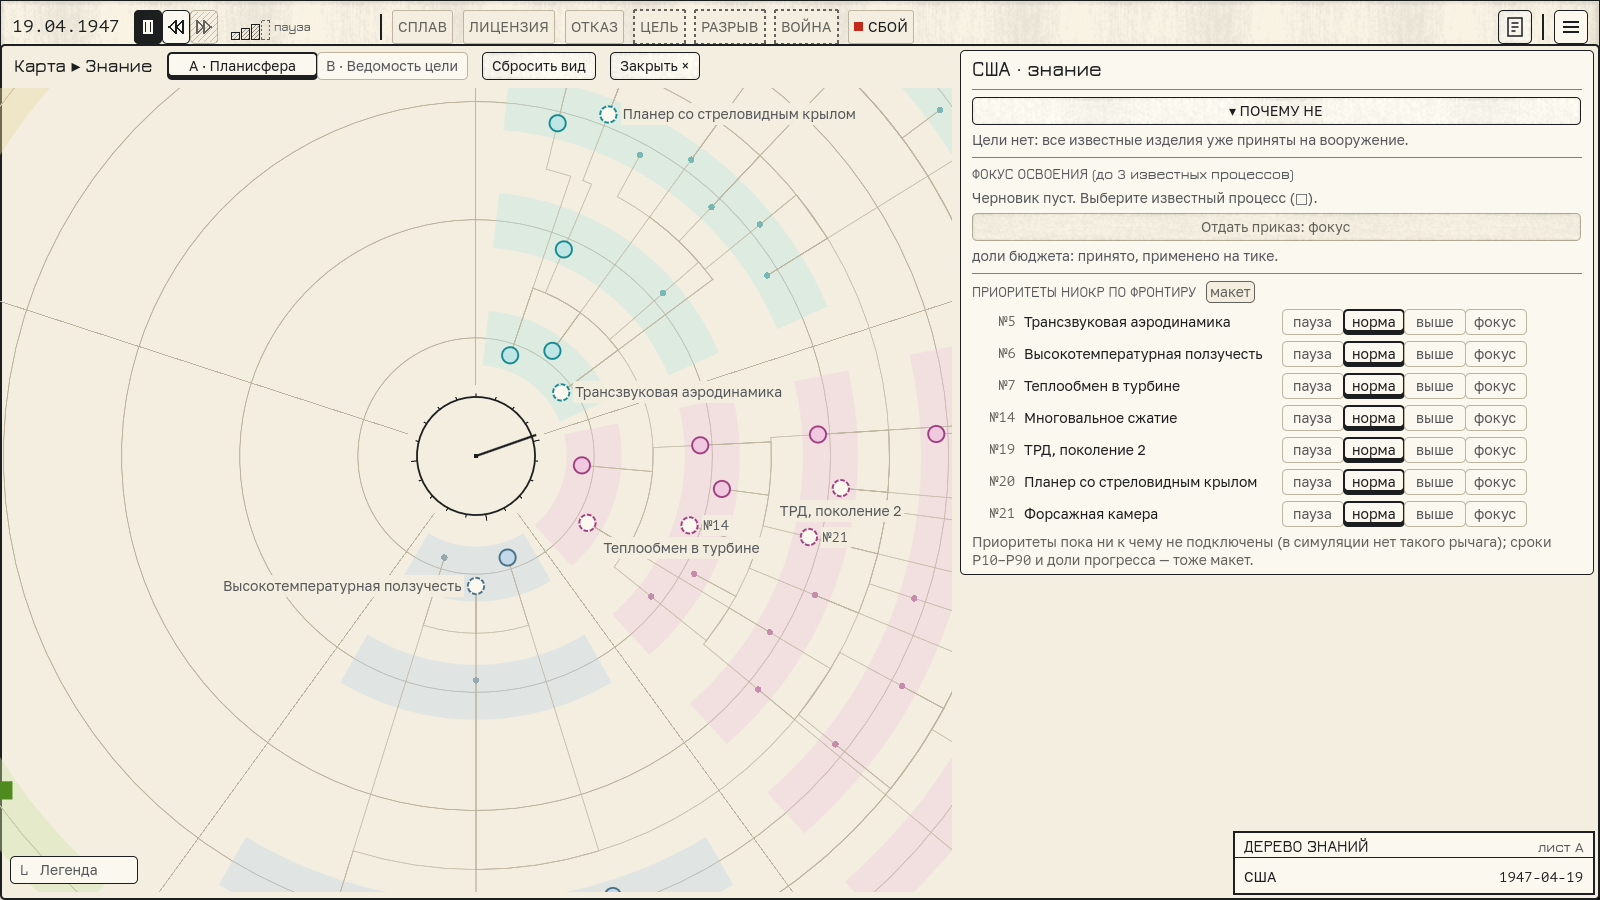 19.04.1947
пауза
СПЛАВ
ЛИЦЕНЗИЯ
ОТКАЗ
ЦЕЛЬ
РАЗРЫВ
ВОЙНА
СБОЙ
Карта ▸ Знание
А · Планисфера
В · Ведомость цели
Сбросить вид
Закрыть ×
Планер со стреловидным крылом
Трансзвуковая аэродинамика
ТРД, поколение 2
№14
№21
Теплообмен в турбине
Высокотемпературная ползучесть
L Легенда
США · знание
▾ ПОЧЕМУ НЕ
Цели нет: все известные изделия уже приняты на вооружение.
ФОКУС ОСВОЕНИЯ (до 3 известных процессов)
Черновик пуст. Выберите известный процесс (□).
Отдать приказ: фокус
доли бюджета: принято, применено на тике.
ПРИОРИТЕТЫ НИОКР ПО ФРОНТИРУ макет
№5 Трансзвуковая аэродинамика пауза норма выше фокус
№6 Высокотемпературная ползучесть пауза норма выше фокус
№7 Теплообмен в турбине пауза норма выше фокус
№14 Многовальное сжатие пауза норма выше фокус
№19 ТРД, поколение 2 пауза норма выше фокус
№20 Планер со стреловидным крылом пауза норма выше фокус
№21 Форсажная камера пауза норма выше фокус
Приоритеты пока ни к чему не подключены (в симуляции нет такого рычага); сроки
P10–P90 и доли прогресса — тоже макет.
ДЕРЕВО ЗНАНИЙ лист А
США 1947-04-19